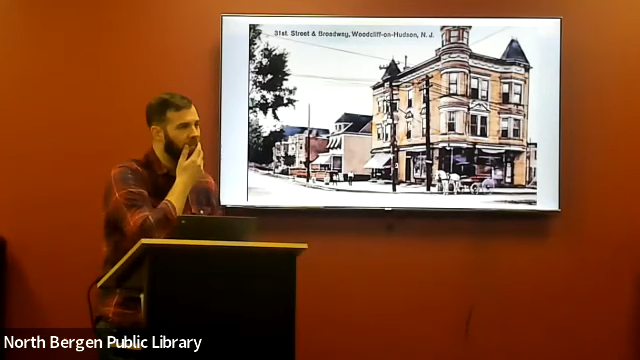 31st. Street & Broadway, Woodcliff-on-Hudson, N. J.
North Bergen Public Library